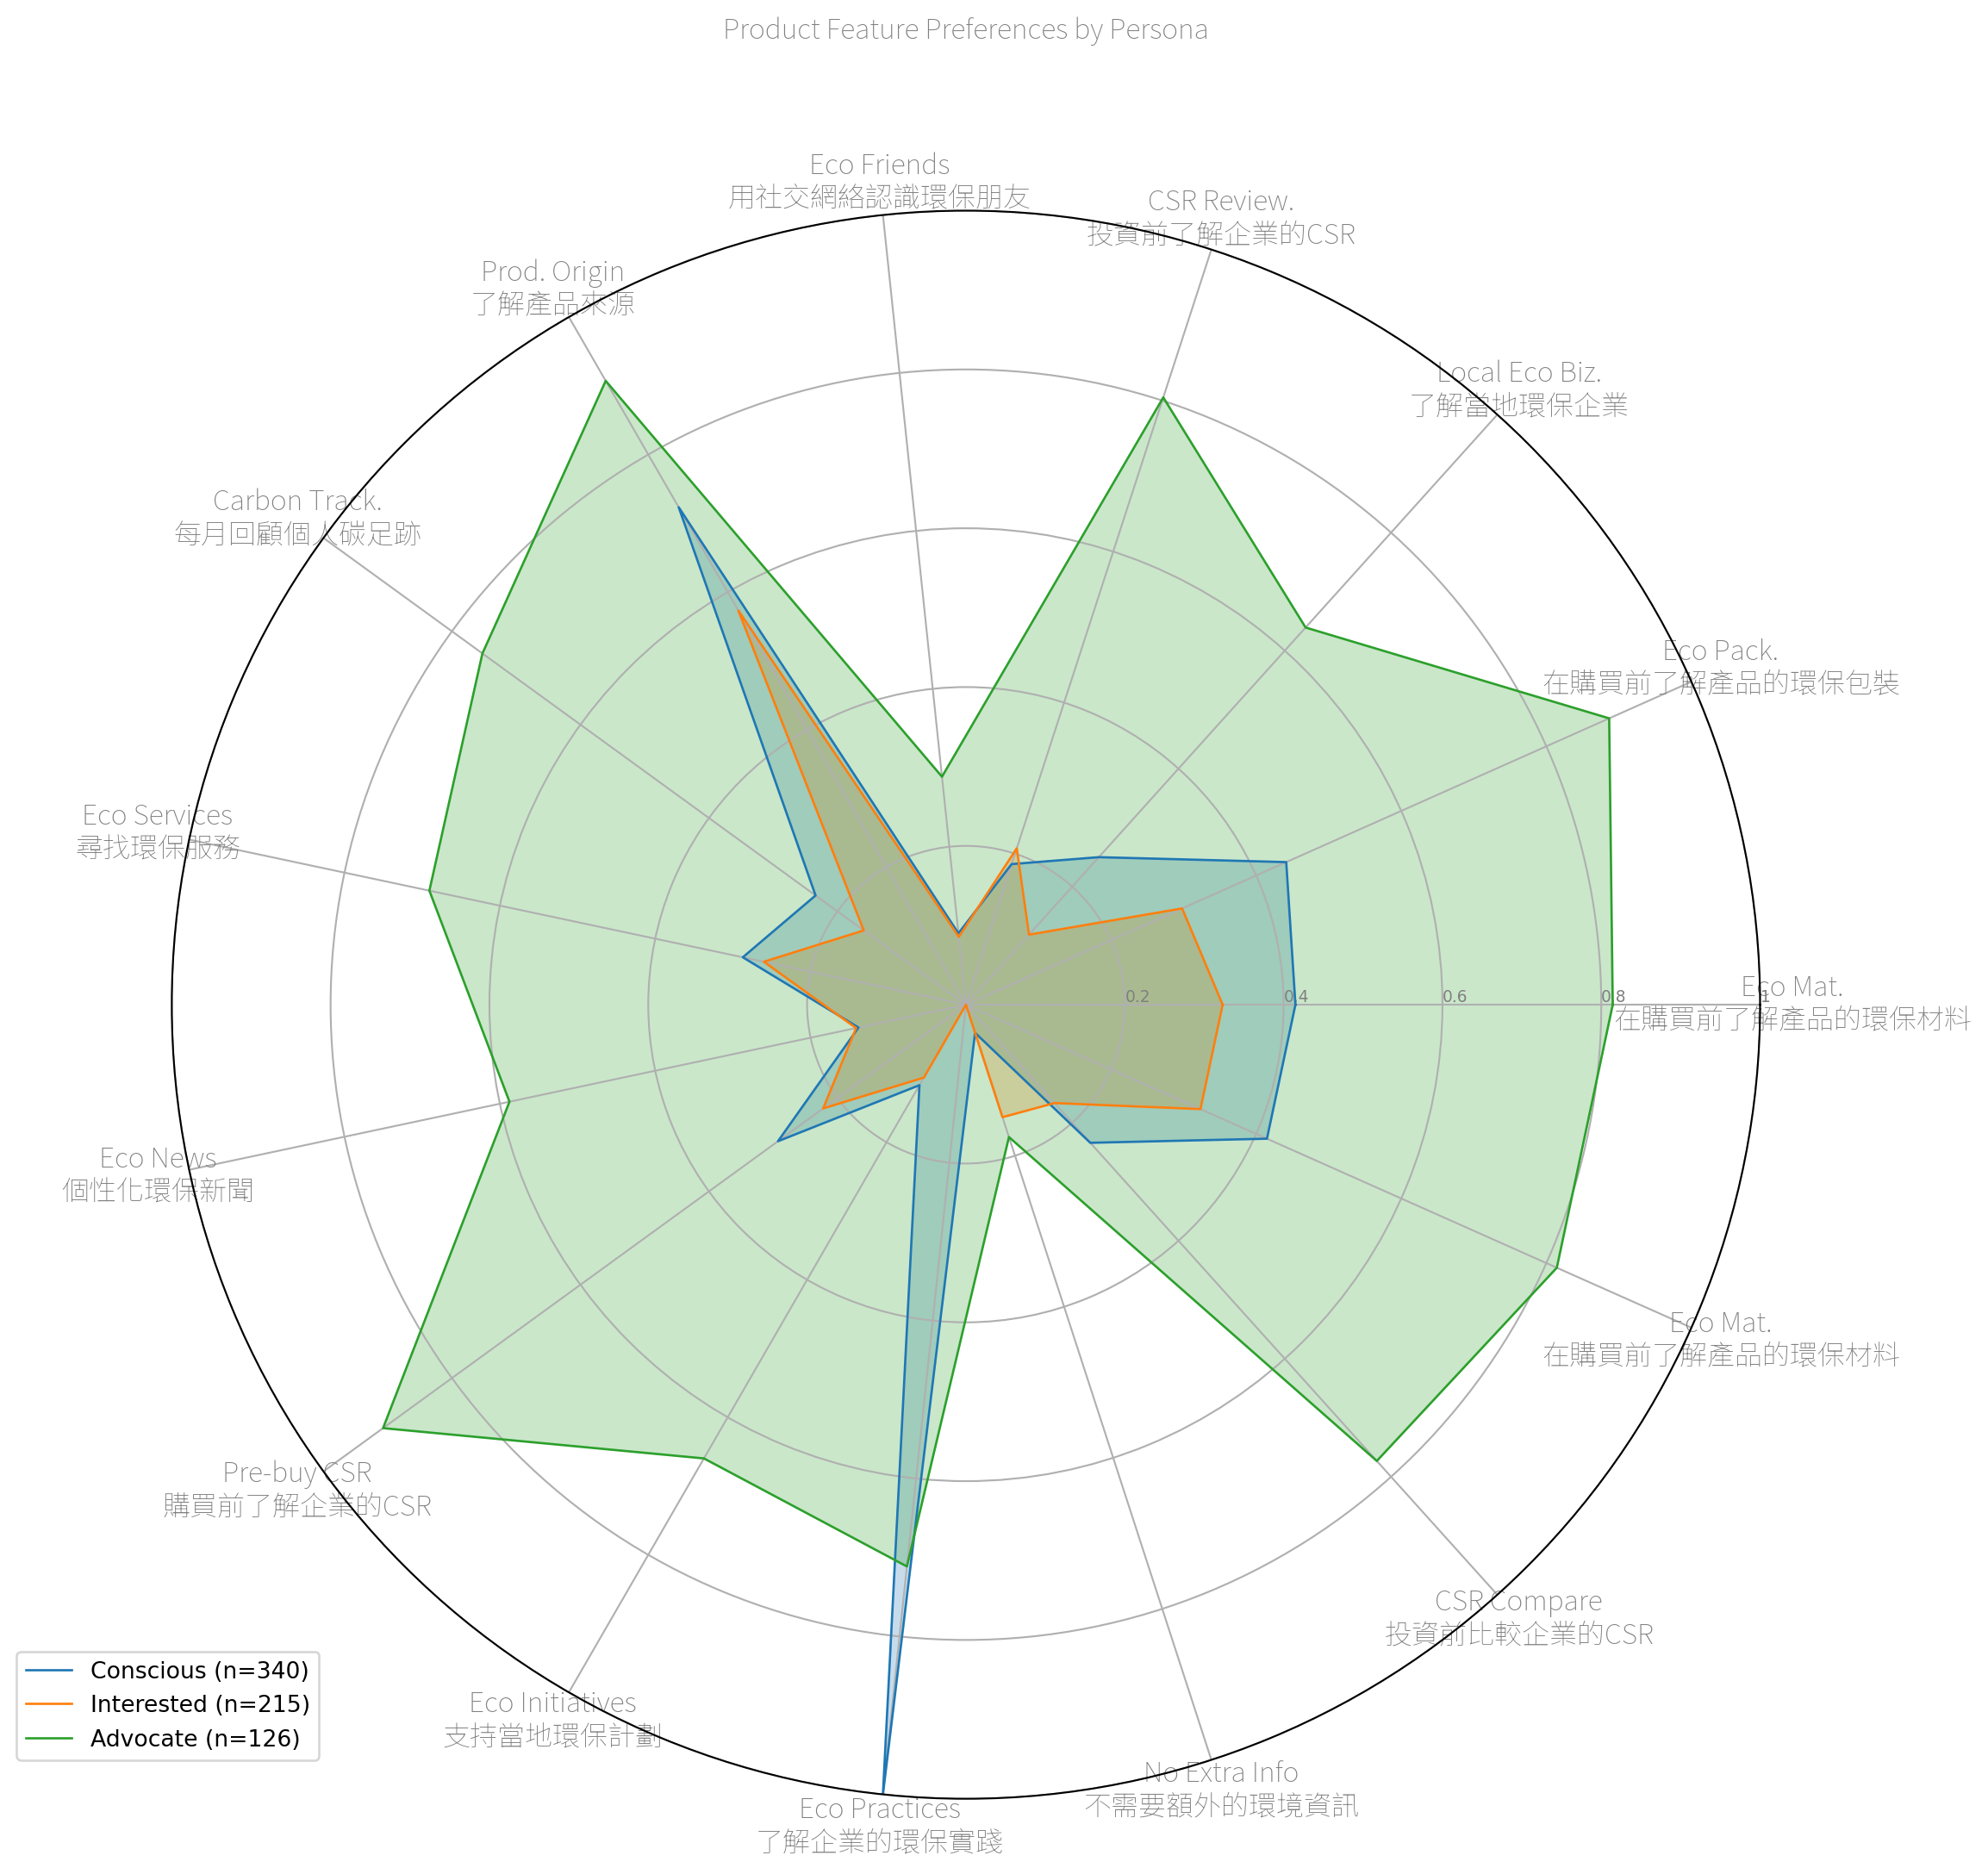 Product Feature Preferences by Persona
Eco Friends
用社交網絡認識環保朋友
CSR Review.
投資前了解企業的CSR
Prod. Origin
了解產品來源
Local Eco Biz.
了解當地環保企業
Carbon Track.
每月回顧個人碳足跡
Eco Pack.
在購買前了解產品的環保包裝
Eco Services
尋找環保服務
Eco Mat.
在購買前了解產品的環保材料
0.2
0.4
0.6
0.8
1
Eco News
個性化環保新聞
Eco Mat.
在購買前了解產品的環保材料
Pre-buy CSR
購買前了解企業的CSR
CSR Compare
投資前比較企業的CSR
Eco Initiatives
支持當地環保計劃
No Extra Info
不需要額外的環境資訊
Eco Practices
了解企業的環保實踐
Conscious (n=340)
Interested (n=215)
Advocate (n=126)